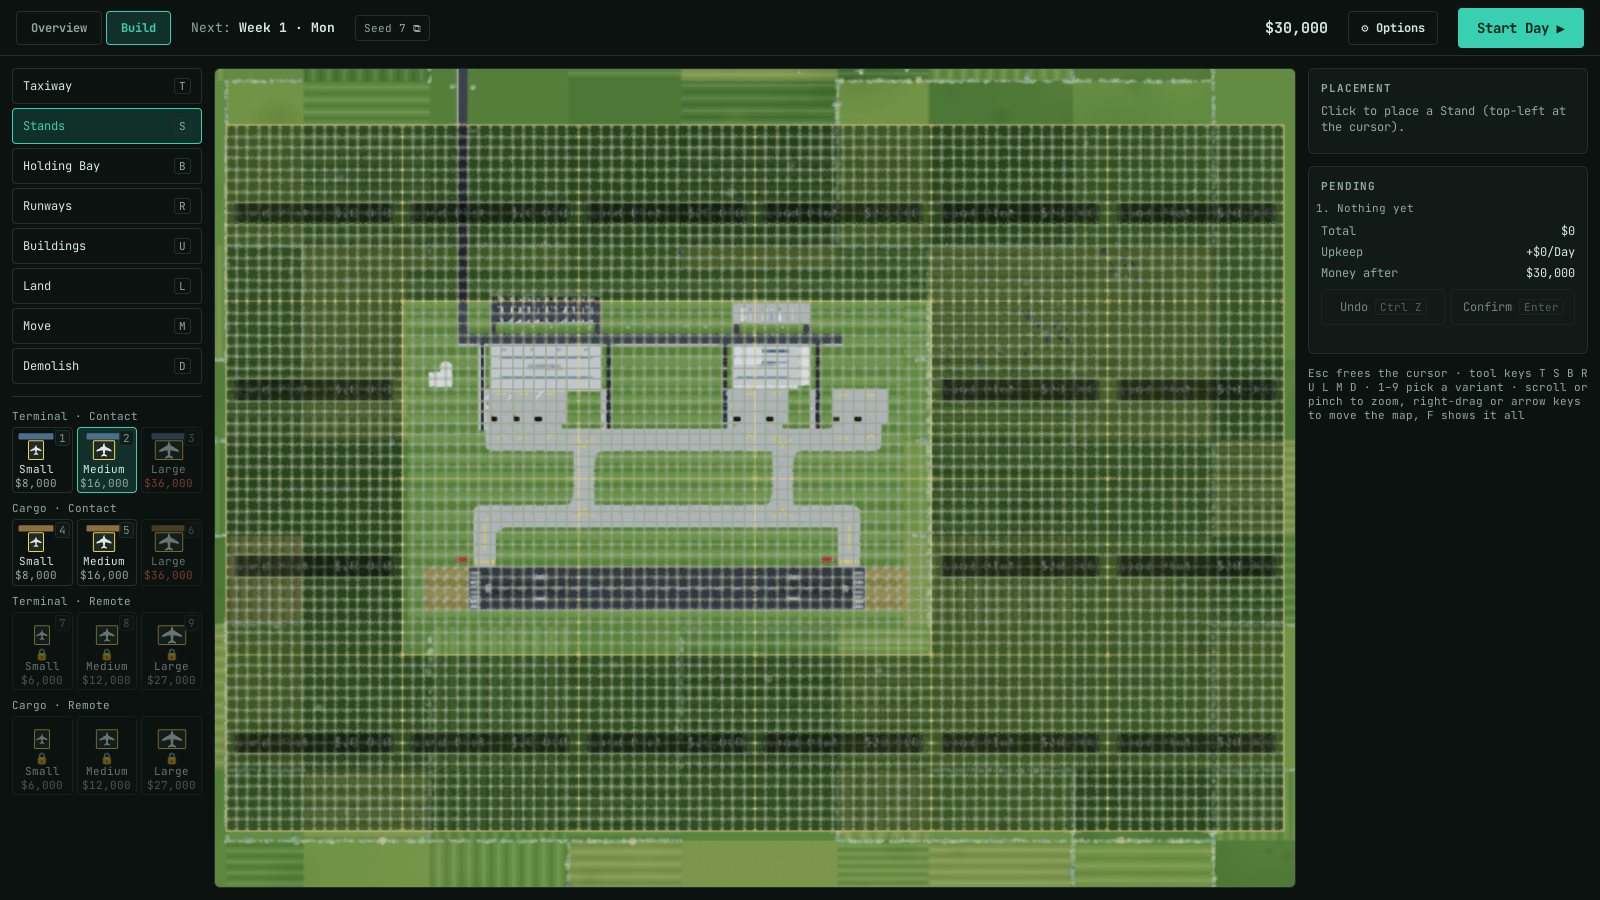 Overview
Build
Next: Week 1 · Mon
Seed 7
$30,000
⚙ Options
Start Day ▶
Taxiway T
Stands S
Holding Bay B
Runways R
Buildings U
Land L
Move M
Demolish D
Terminal · Contact
1 Small $8,000
2 Medium $16,000
3 Large $36,000
Cargo · Contact
4 Small $8,000
5 Medium $16,000
6 Large $36,000
Terminal · Remote
7 Small $6,000
8 Medium $12,000
9 Large $27,000
Cargo · Remote
Small $6,000
Medium $12,000
Large $27,000
PLACEMENT
Click to place a Stand (top-left at
the cursor).
PENDING
1. Nothing yet
Total $0
Upkeep +$0/Day
Money after $30,000
Undo Ctrl Z
Confirm Enter
Esc frees the cursor · tool keys T S B R
U L M D · 1–9 pick a variant · scroll or
pinch to zoom, right-drag or arrow keys
to move the map, F shows it all